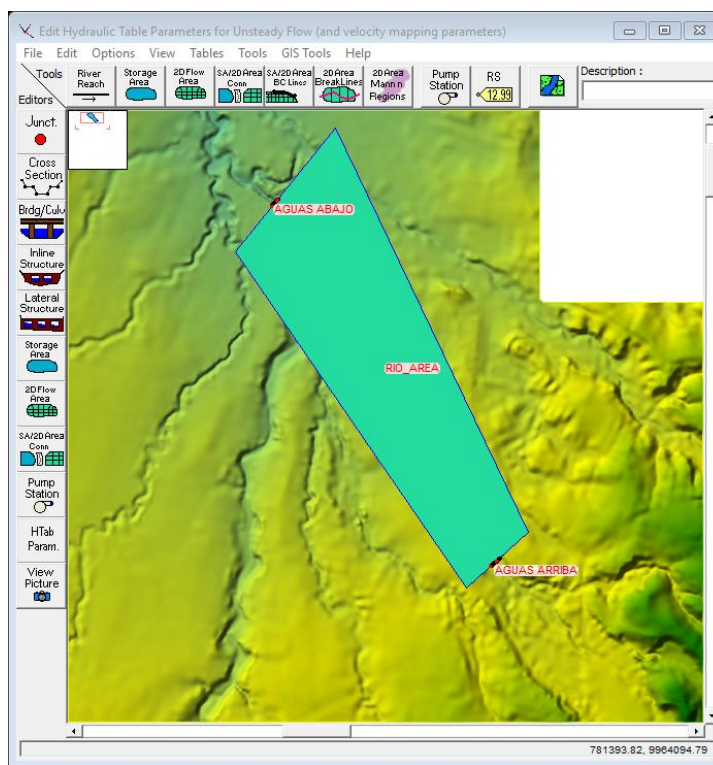 Edit Hydraulic Table Parameters for Unsteady Flow (and velocity mapping parameters)
File Edit Options View Tables Tools GIS Tools Help
Tools
Editors
River
Reach
Storage
Area
2D Flow
Area
SA/2D Area
Conn
SA/2D Area
BC Lines
2D Area
BreakLines
2D Area
Mann n
Regions
Pump
Station
RS
12.99
Description :
Junct.
Cross
Section
Brdg/Culv
Inline
Structure
Lateral
Structure
Storage
Area
2D Flow
Area
SA/2D Area
Conn
Pump
Station
HTab
Param.
View
Picture
AGUAS ABAJO
RIO_AREA
AGUAS ARRIBA
781393.82, 9964094.79